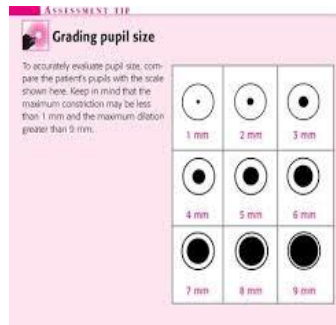 ASSESSMENT TIP
Grading pupil size
To accurately evaluate pupil size, com-
pare the patient's pupils with the scale
shown here. Keep in mind that the
maximum constriction may be less
than 1 mm and the maximum dilation
greater than 9 mm.
1 mm 2 mm 3 mm
4 mm 5 mm 6 mm
7 mm 8 mm 9 mm